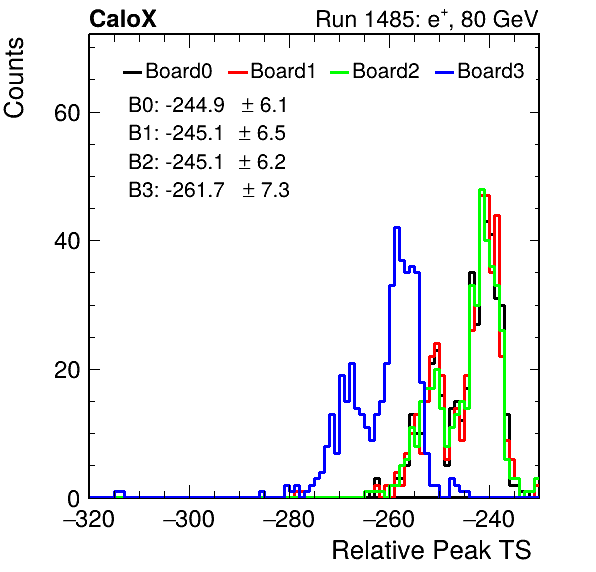 CaloX Run 1485: e⁺, 80 GeV
Counts
Board0 Board1 Board2 Board3
B0: -244.9 ± 6.1
B1: -245.1 ± 6.5
B2: -245.1 ± 6.2
B3: -261.7 ± 7.3
60
40
20
0
−320 −300 −280 −260 −240
Relative Peak TS